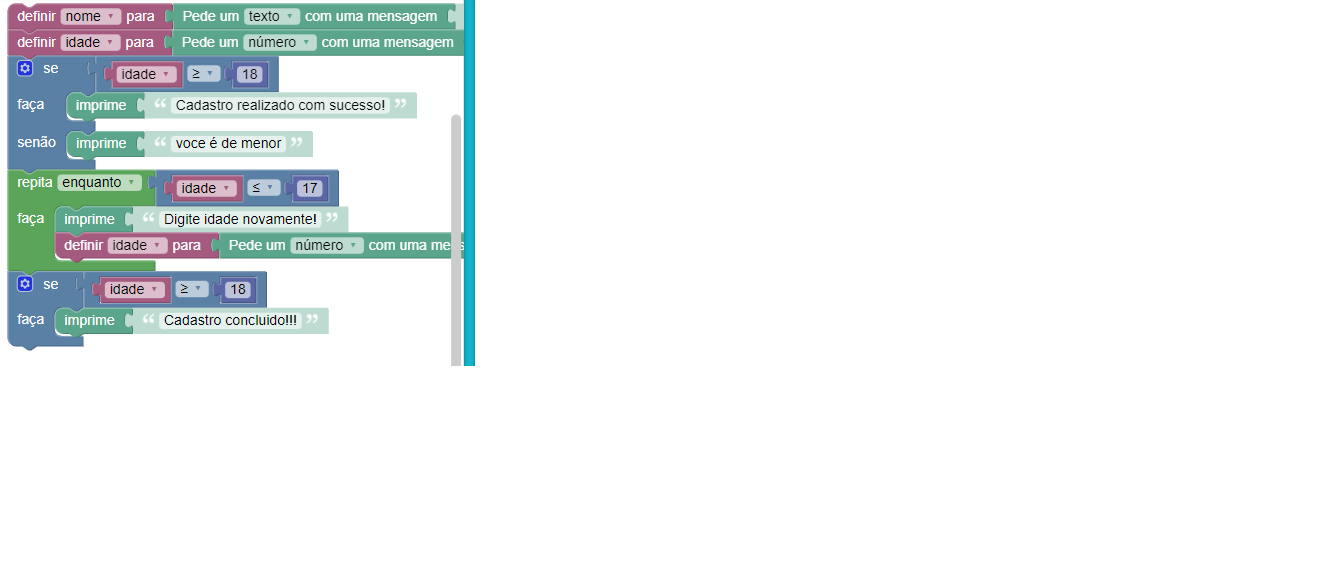 definir nome para Pede um texto com uma mensagem
definir idade para Pede um número com uma mensagem
se idade ≥ 18
faça imprime “ Cadastro realizado com sucesso! ”
senão imprime “ voce é de menor ”
repita enquanto idade ≤ 17
faça imprime “ Digite idade novamente! ”
definir idade para Pede um número com uma
se idade ≥ 18
faça imprime “ Cadastro concluido!!! ”